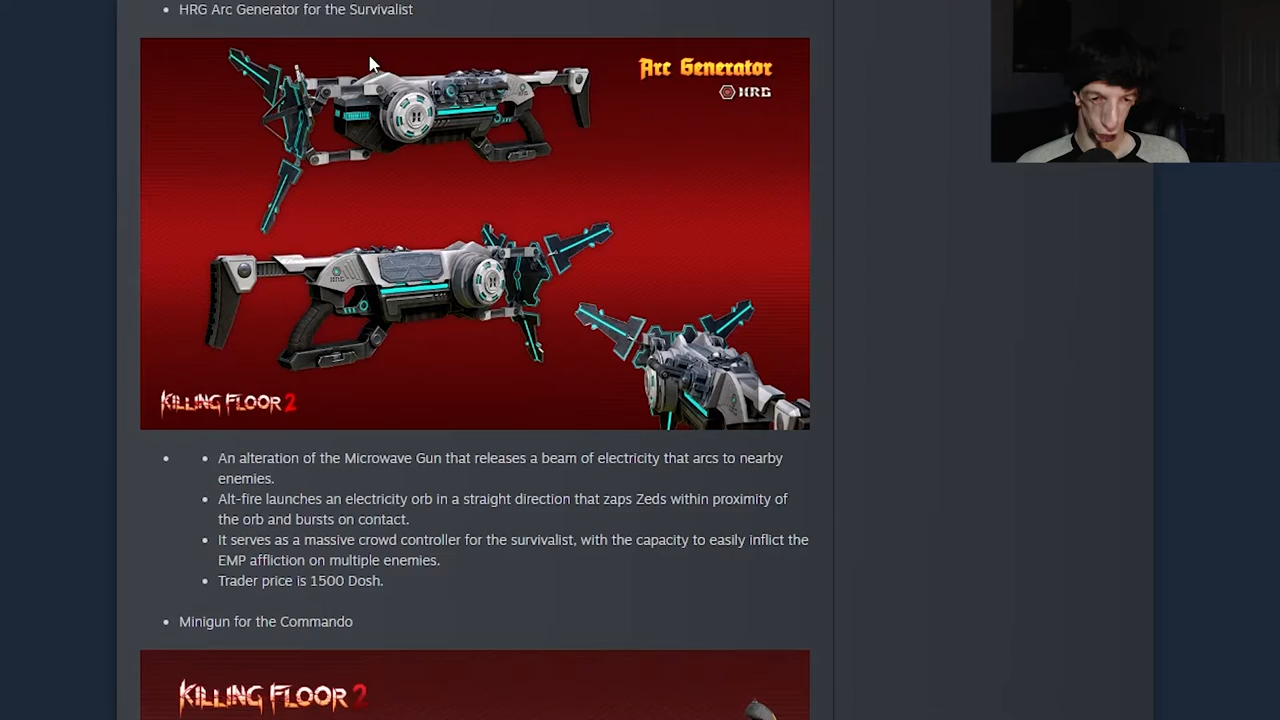 HRG Arc Generator for the Survivalist
Arc Generator
HRG
HRG
KILLING FLOOR 2
An alteration of the Microwave Gun that releases a beam of electricity that arcs to nearby
enemies.
Alt-fire launches an electricity orb in a straight direction that zaps Zeds within proximity of
the orb and bursts on contact.
It serves as a massive crowd controller for the survivalist, with the capacity to easily inflict the
EMP affliction on multiple enemies.
Trader price is 1500 Dosh.
Minigun for the Commando
KILLING FLOOR 2